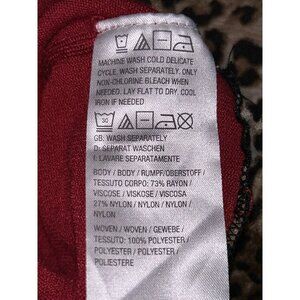 MACHINE WASH COLD DELICATE
CYCLE. WASH SEPARATELY. ONLY
NON-CHLORINE BLEACH WHEN
NEEDED. LAY FLAT TO DRY. COOL
IRON IF NEEDED
30
GB: WASH SEPARATELY
D: SEPARAT WASCHEN
I: LAVARE SEPARATAMENTE
BODY / BODY / RUMPF/OBERSTOFF /
TESSUTO CORPO: 73% RAYON /
VISCOSE / VISKOSE / VISCOSA
27% NYLON / NYLON / NYLON /
NYLON
WOVEN / WOVEN / GEWEBE /
TESSUTO: 100% POLYESTER /
POLYESTER / POLYESTER /
POLIESTERE